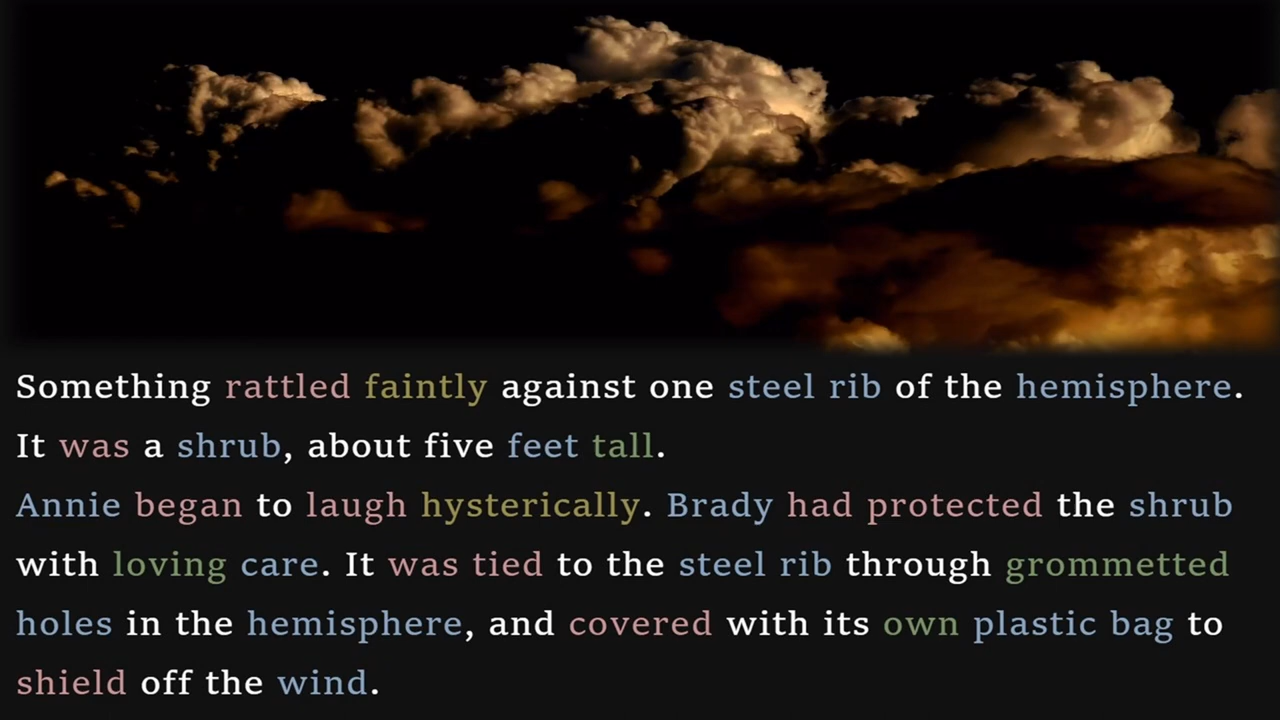 Something rattled faintly against one steel rib of the hemisphere.
It was a shrub, about five feet tall.
Annie began to laugh hysterically. Brady had protected the shrub
with loving care. It was tied to the steel rib through grommetted
holes in the hemisphere, and covered with its own plastic bag to
shield off the wind.